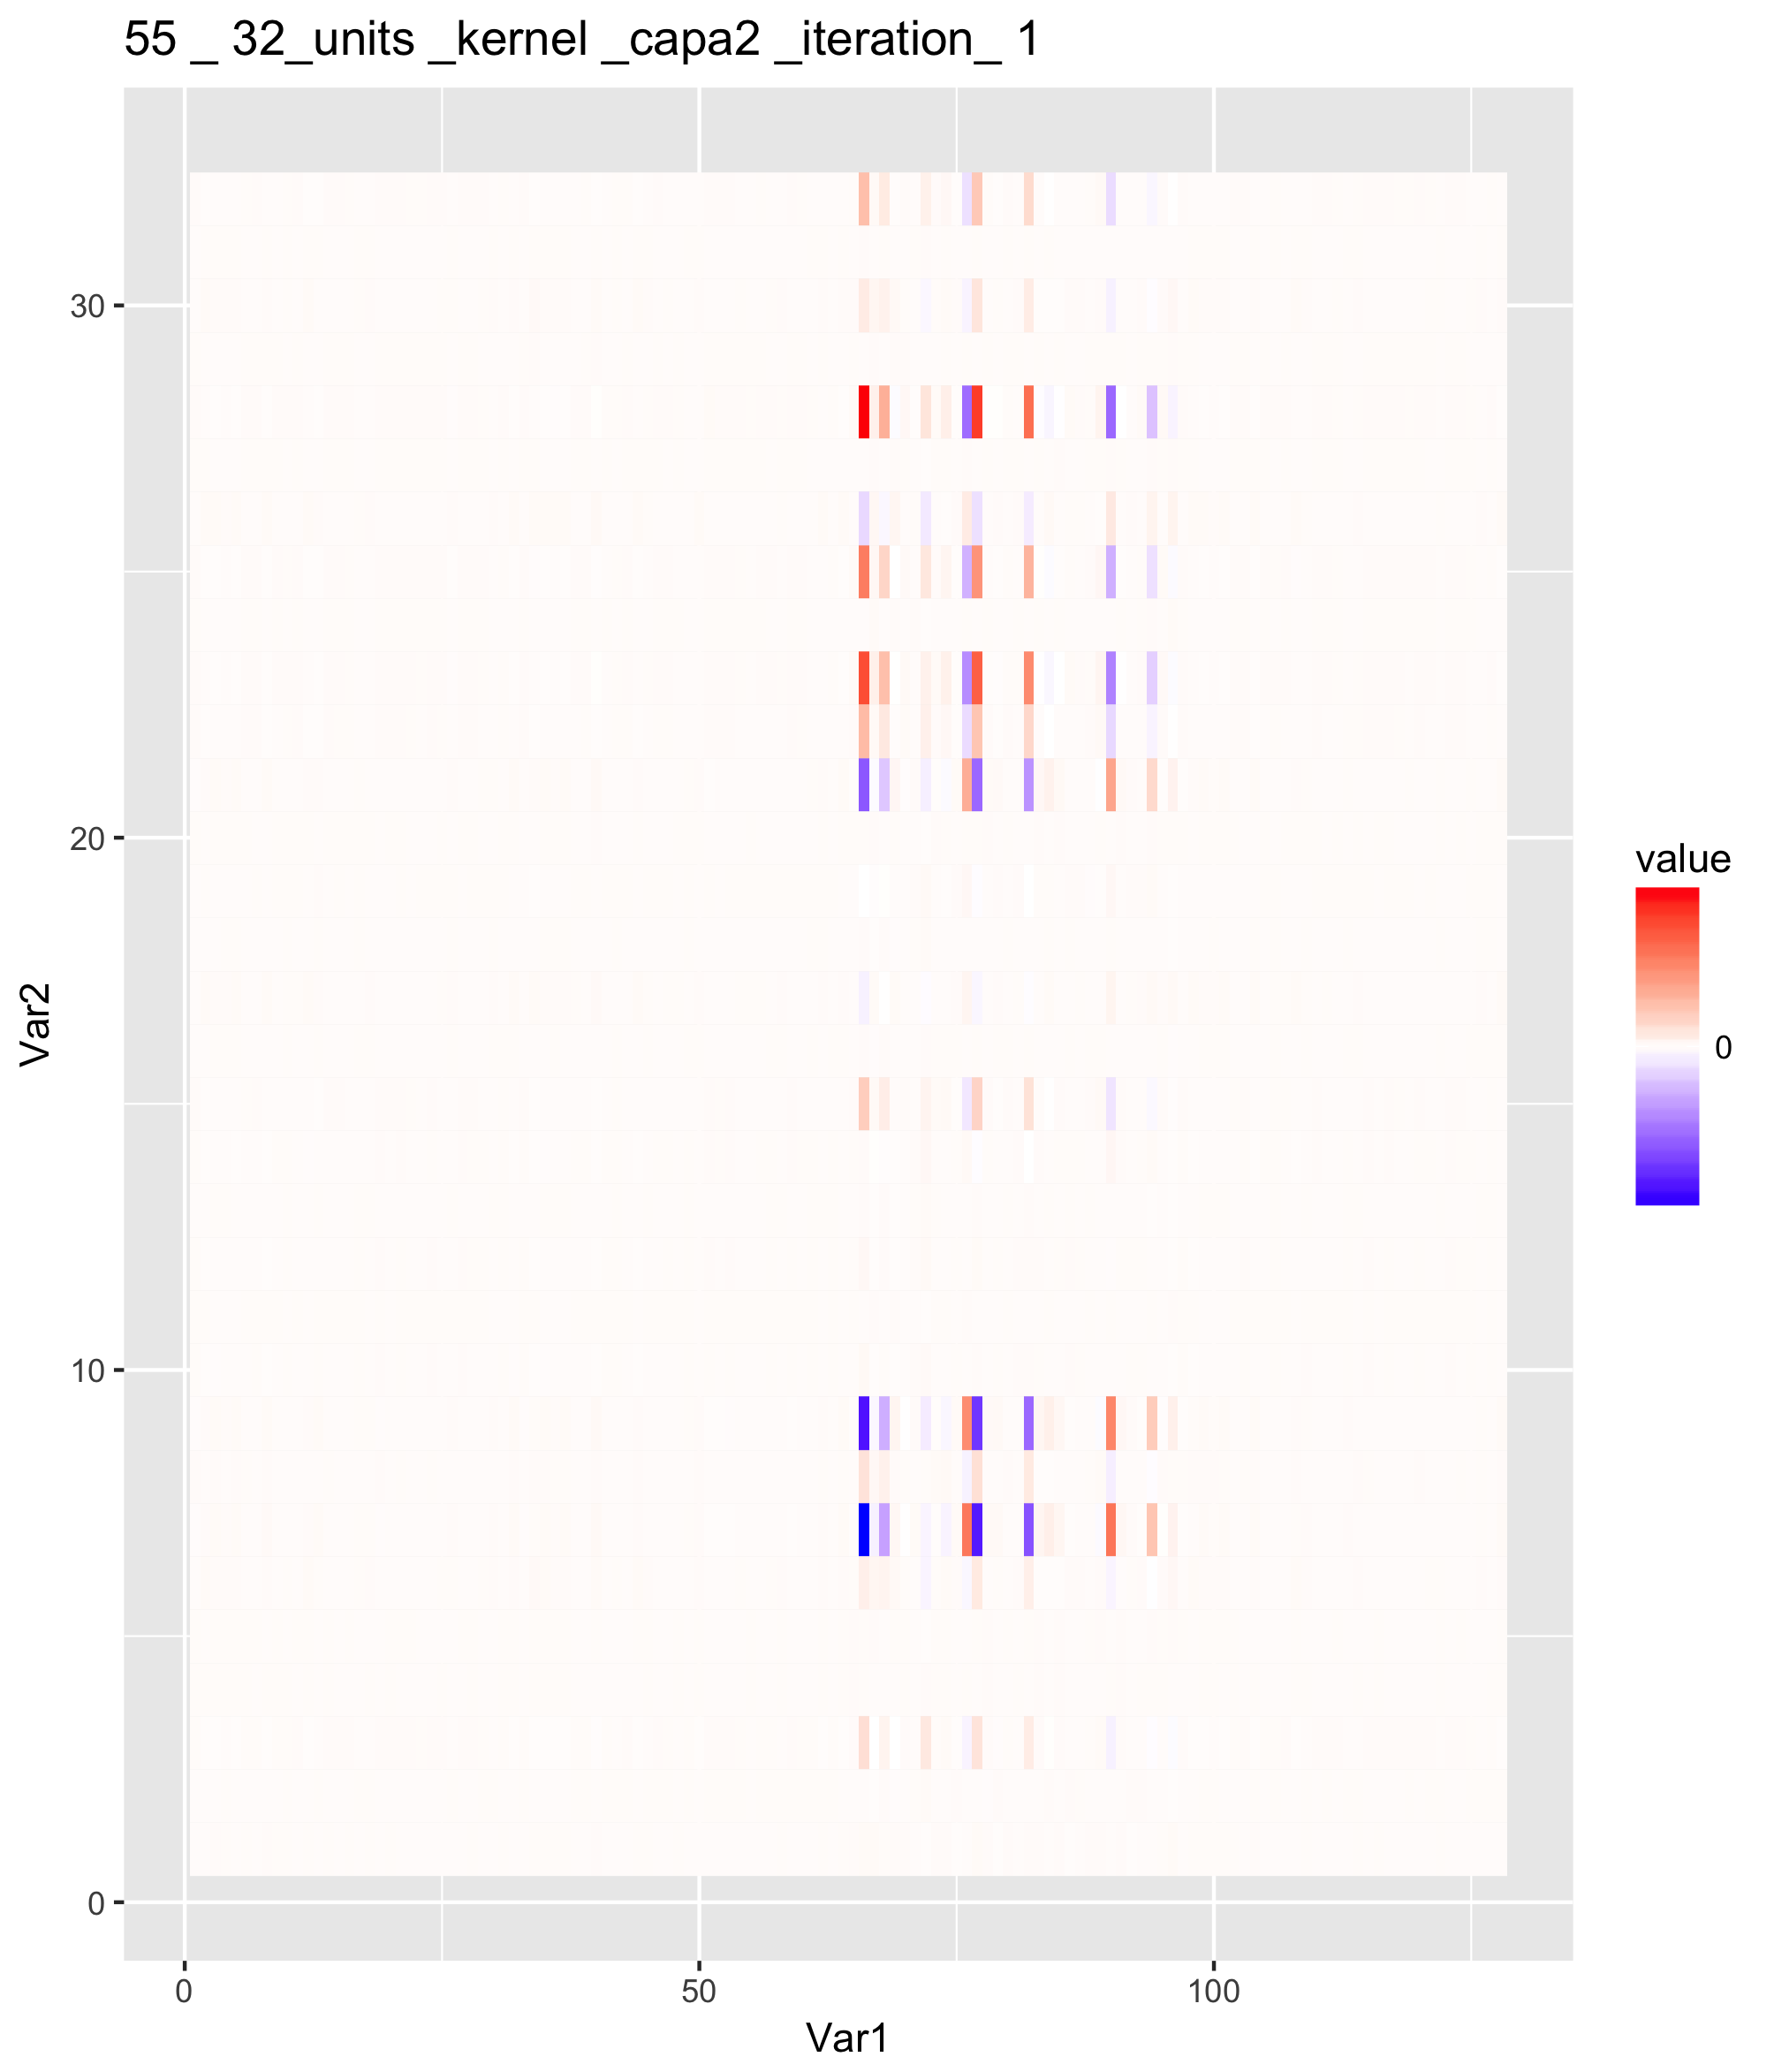 55 _ 32_units _kernel _capa2 _iteration_ 1
30
20
10
0
0
50
100
Var1
Var2
value
0